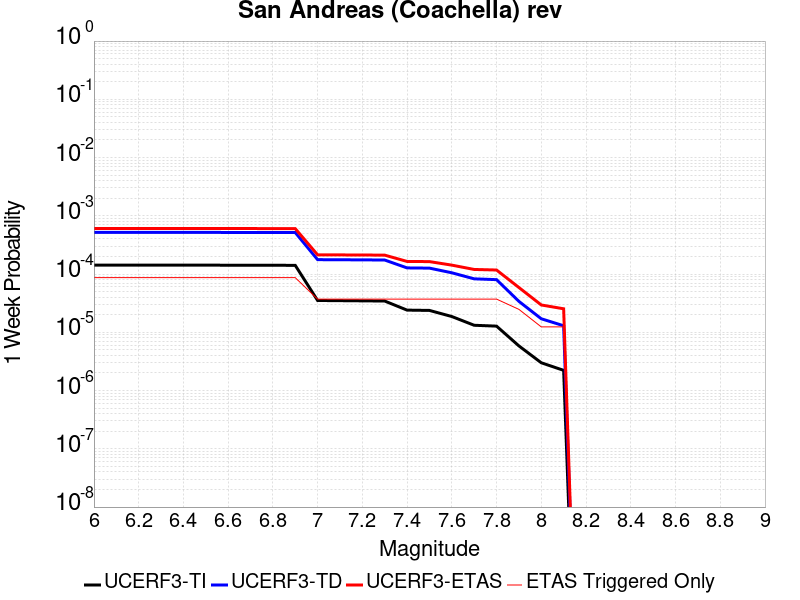 San Andreas (Coachella) rev
10^0
10^-1
10^-2
10^-3
10^-4
10^-5
10^-6
10^-7
10^-8
1 Week Probability
6 6.2 6.4 6.6 6.8 7 7.2 7.4 7.6 7.8 8 8.2 8.4 8.6 8.8 9
Magnitude
UCERF3-TI UCERF3-TD UCERF3-ETAS ETAS Triggered Only